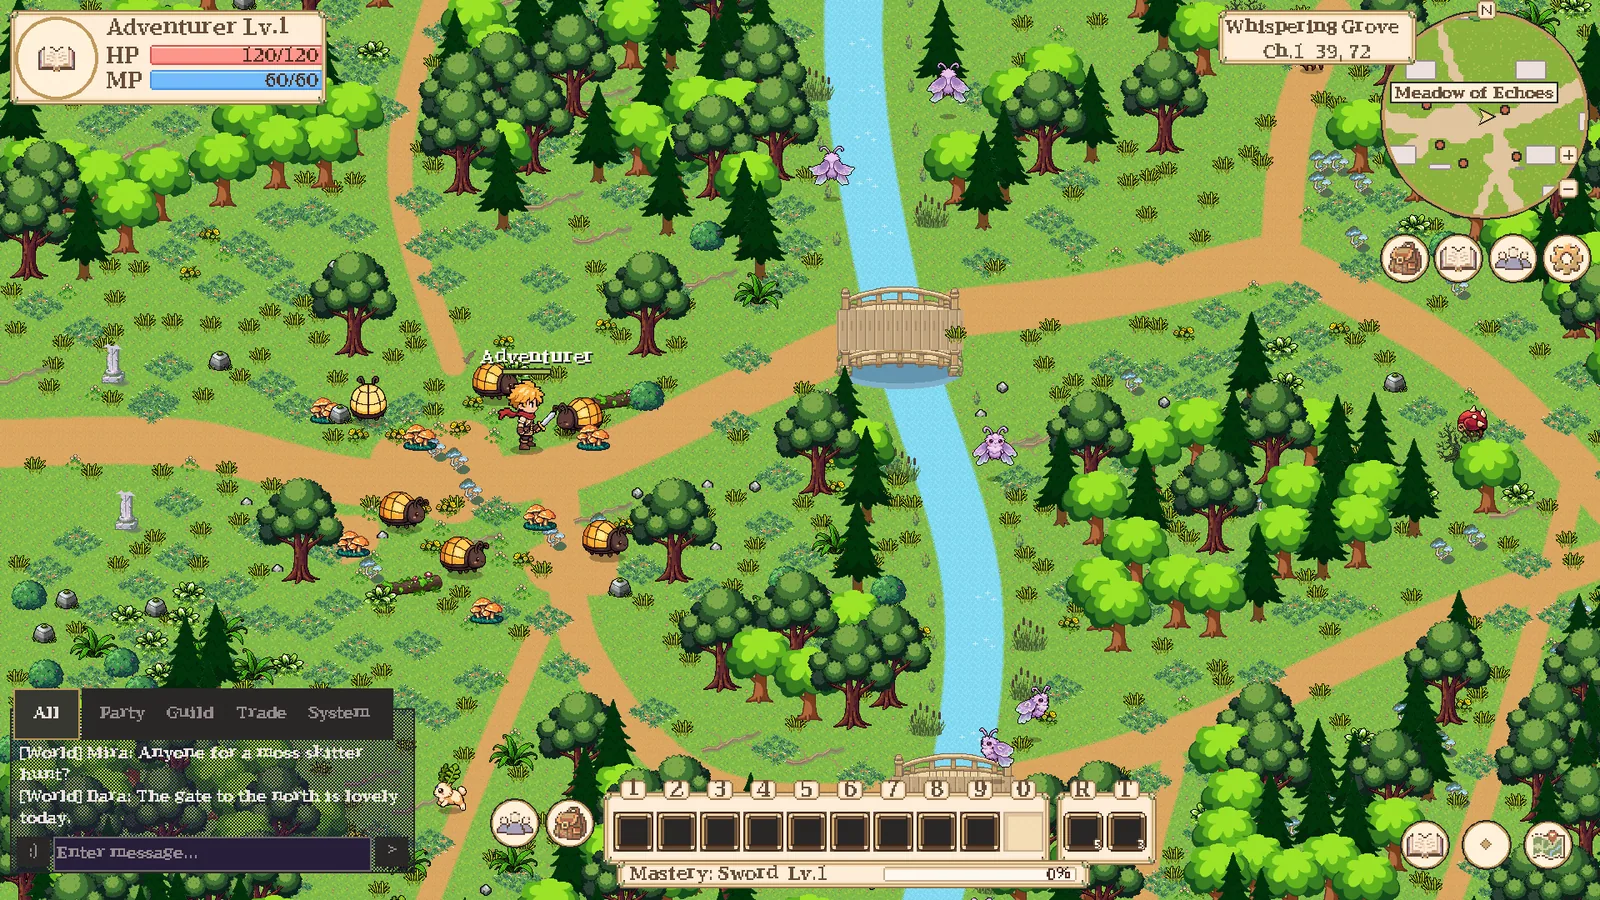 Adventurer Lv.1
HP 120/120
MP 60/60
Whispering Grove
Ch.1 39, 72
N
Meadow of Echoes
+
−
Adventurer
All Party Guild Trade System
[World] Mira: Anyone for a moss skitter
hunt?
[World] Dara: The gate to the north is lovely
today.
:) Enter message... >
1 2 3 4 5 6 7 8 9 0 R T
5 3
Mastery: Sword Lv.1 0%